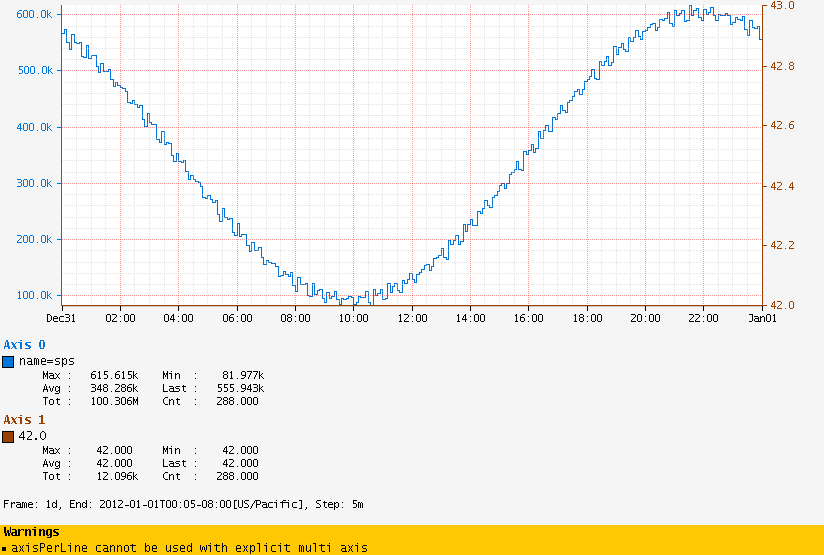 600.0k
500.0k
400.0k
300.0k
200.0k
100.0k
43.0
42.8
42.6
42.4
42.2
42.0
Dec31 02:00 04:00 06:00 08:00 10:00 12:00 14:00 16:00 18:00 20:00 22:00 Jan01
Axis 0
name=sps
Max : 615.615k Min : 81.977k
Avg : 348.286k Last : 555.943k
Tot : 100.306M Cnt : 288.000
Axis 1
42.0
Max : 42.000 Min : 42.000
Avg : 42.000 Last : 42.000
Tot : 12.096k Cnt : 288.000
Frame: 1d, End: 2012-01-01T00:05-08:00[US/Pacific], Step: 5m
Warnings
▪ axisPerLine cannot be used with explicit multi axis